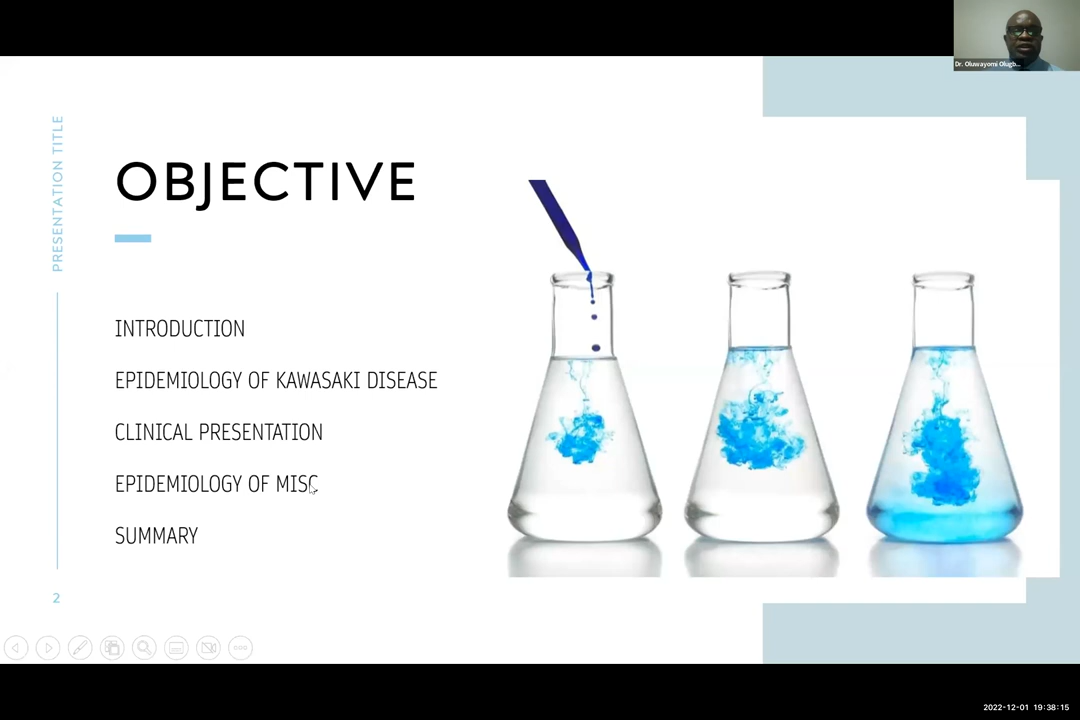 Dr. Oluwayomi Olugb...
PRESENTATION TITLE
OBJECTIVE
INTRODUCTION
EPIDEMIOLOGY OF KAWASAKI DISEASE
CLINICAL PRESENTATION
EPIDEMIOLOGY OF MISC
SUMMARY
2
2022-12-01 19:38:15